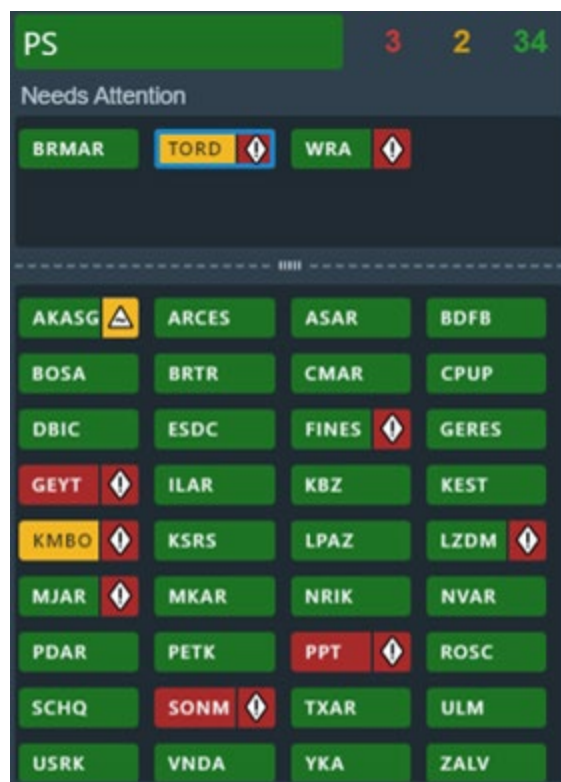 PS 3 2 34
Needs Attention
BRMAR TORD WRA
AKASG ARCES ASAR BDFB
BOSA BRTR CMAR CPUP
DBIC ESDC FINES GERES
GEYT ILAR KBZ KEST
KMBO KSRS LPAZ LZDM
MJAR MKAR NRIK NVAR
PDAR PETK PPT ROSC
SCHQ SONM TXAR ULM
USRK VNDA YKA ZALV